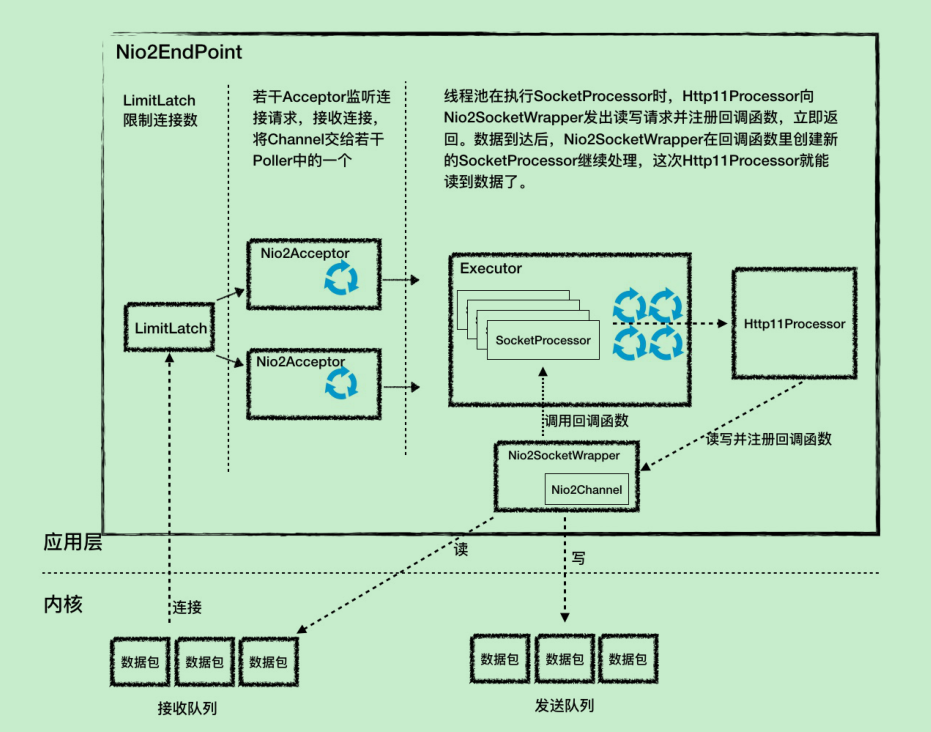 Nio2EndPoint
LimitLatch
限制连接数
若干Acceptor监听连
接请求，接收连接，
将Channel交给若干
Poller中的一个
线程池在执行SocketProcessor时，Http11Processor向
Nio2SocketWrapper发出读写请求并注册回调函数，立即返
回。数据到达后，Nio2SocketWrapper在回调函数里创建新
的SocketProcessor继续处理，这次Http11Processor就能
读到数据了。
Nio2Acceptor
Executor
LimitLatch
SocketProcessor
Http11Processor
Nio2Acceptor
调用回调函数
读写并注册回调函数
Nio2SocketWrapper
Nio2Channel
应用层
读
写
内核
连接
数据包
数据包
数据包
数据包
数据包
数据包
接收队列
发送队列